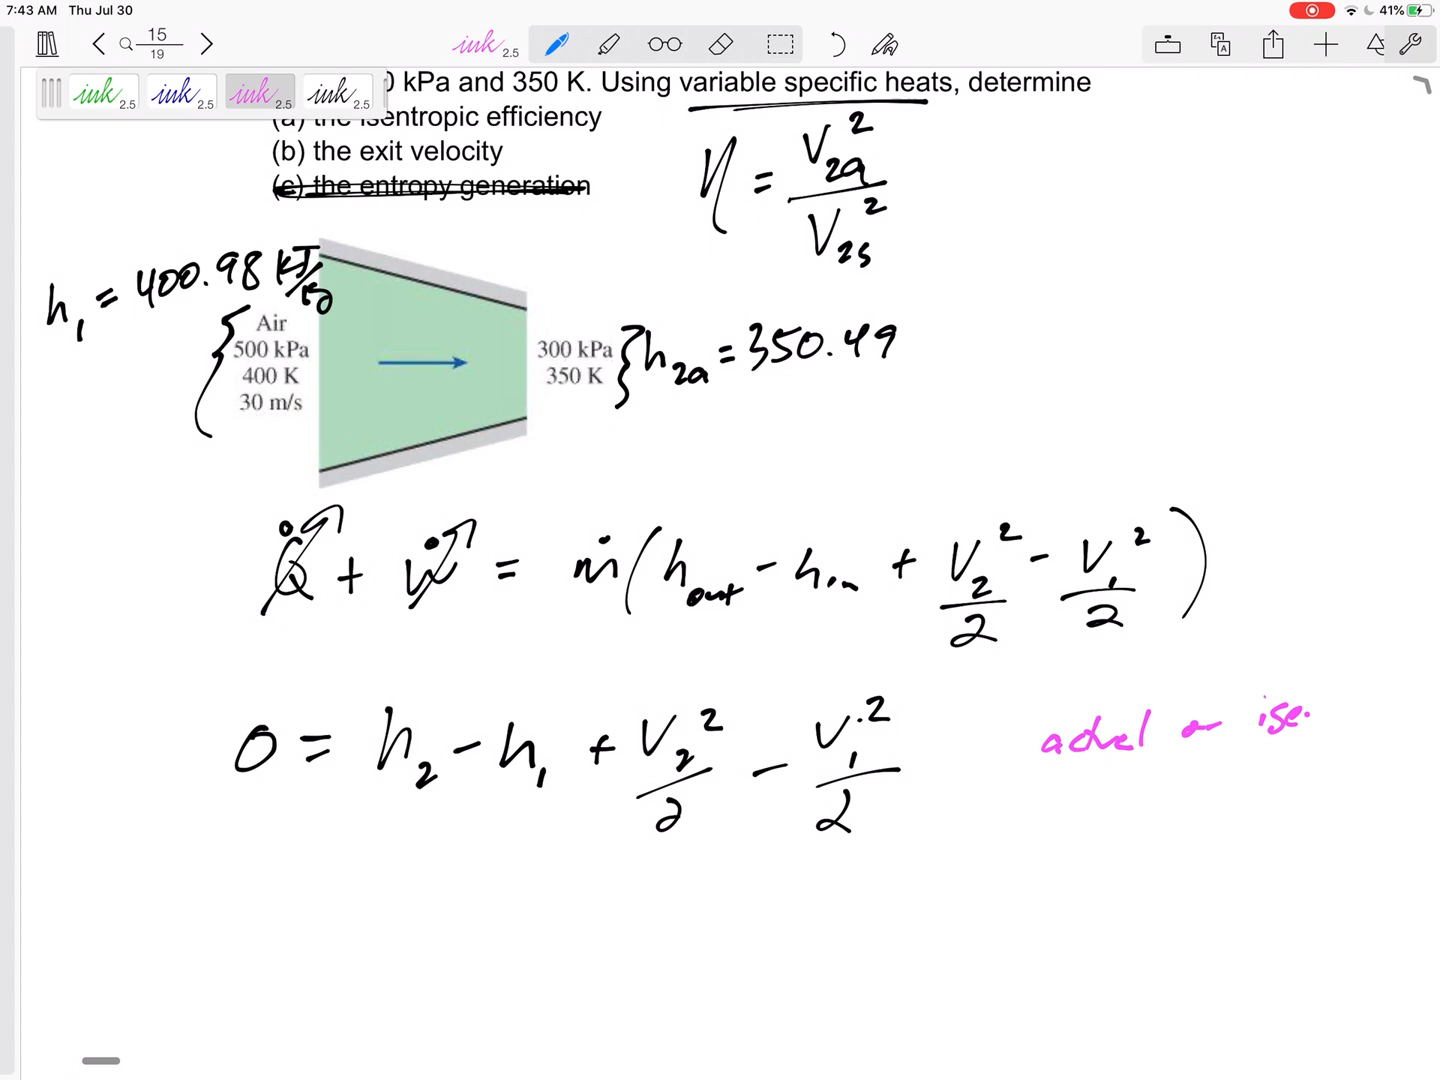 7:43 AM Thu Jul 30
41%
15
19
ink 2.5
ink 2.5 ink 2.5 ink 2.5 ink 2.5
0 kPa and 350 K. Using variable specific heats, determine
(a) the isentropic efficiency
(b) the exit velocity
(c) the entropy generation
η = V2a² / V2s²
h₁ = 400.98 kJ/kg
Air
500 kPa
400 K
30 m/s
300 kPa
350 K
h2a = 350.49
Q̇ + Ẇ = ṁ(hout - hin + V₂²/2 - V₁²/2)
0 = h₂ - h₁ + V₂²/2 - V₁²/2
or ise.